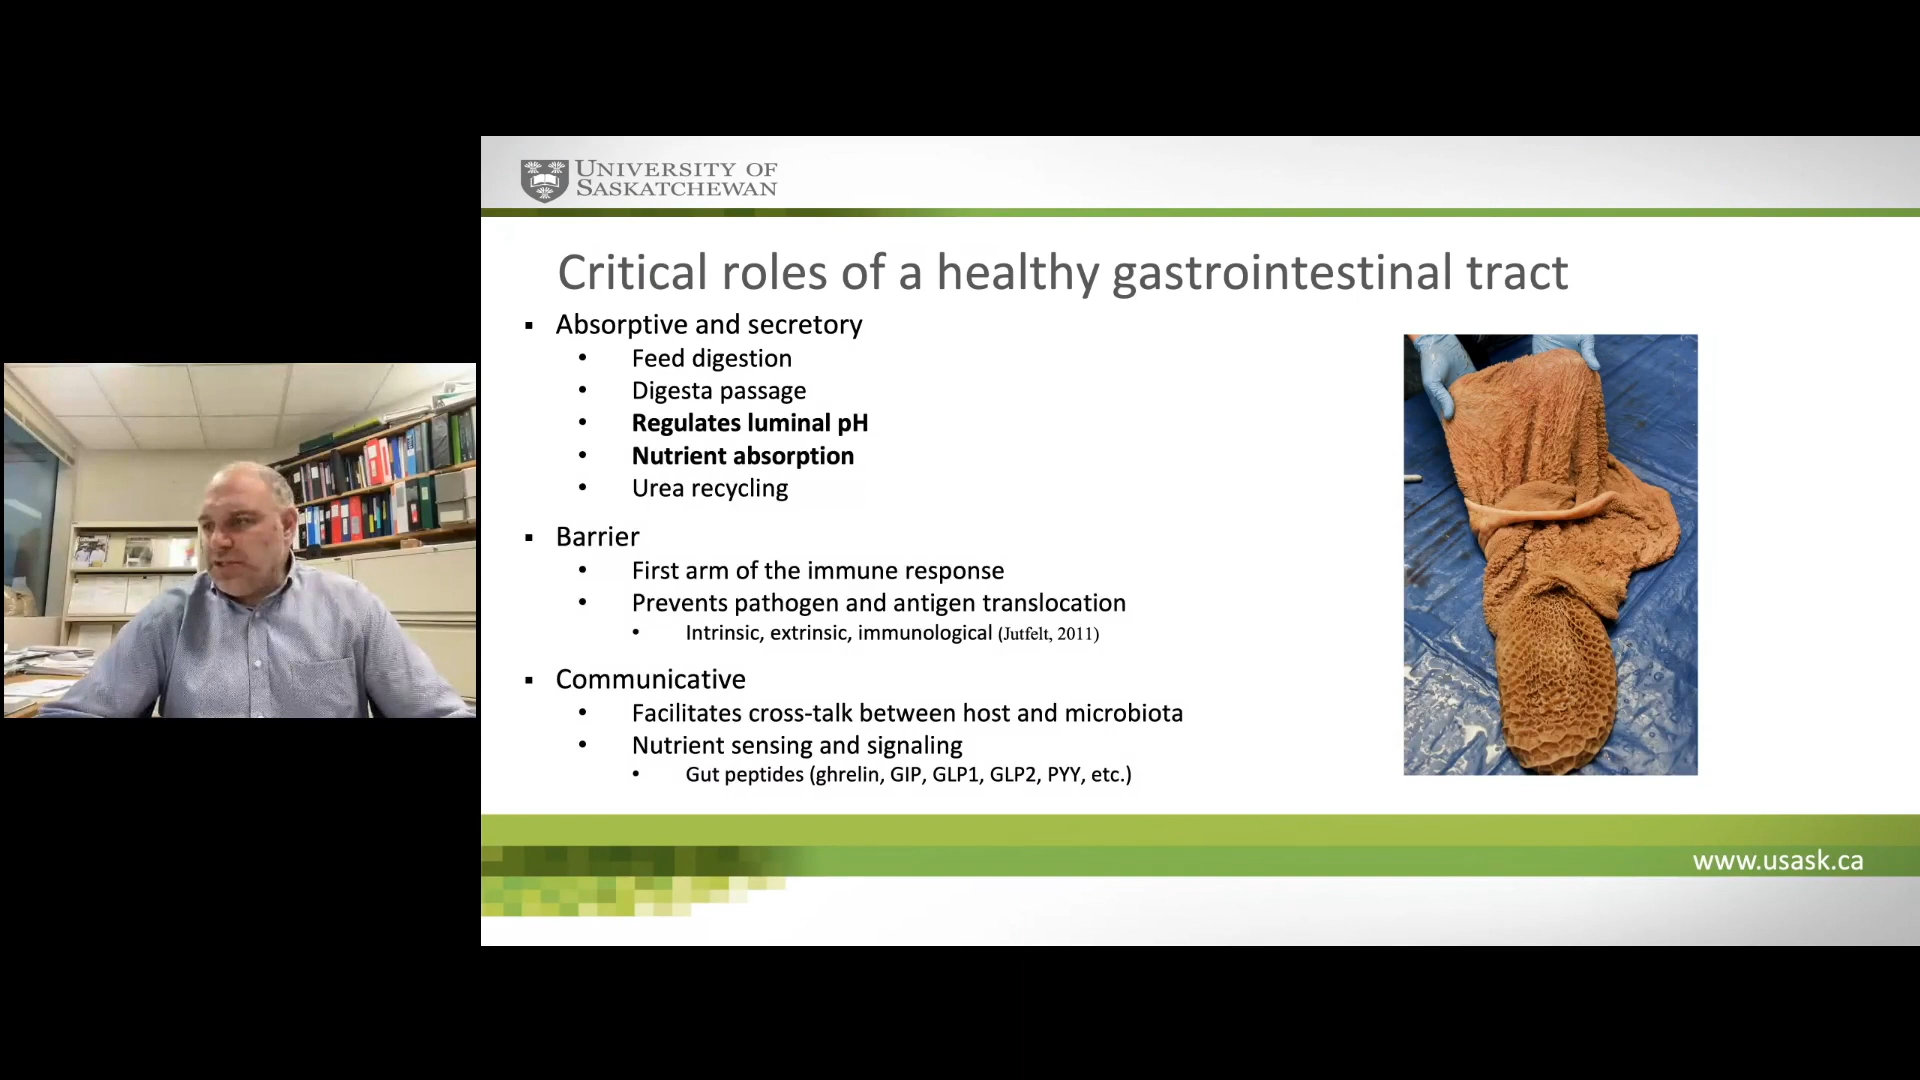 UNIVERSITY OF
SASKATCHEWAN
Critical roles of a healthy gastrointestinal tract
▪ Absorptive and secretory
• Feed digestion
• Digesta passage
• Regulates luminal pH
• Nutrient absorption
• Urea recycling
▪ Barrier
• First arm of the immune response
• Prevents pathogen and antigen translocation
• Intrinsic, extrinsic, immunological (Jutfelt, 2011)
▪ Communicative
• Facilitates cross-talk between host and microbiota
• Nutrient sensing and signaling
• Gut peptides (ghrelin, GIP, GLP1, GLP2, PYY, etc.)
www.usask.ca